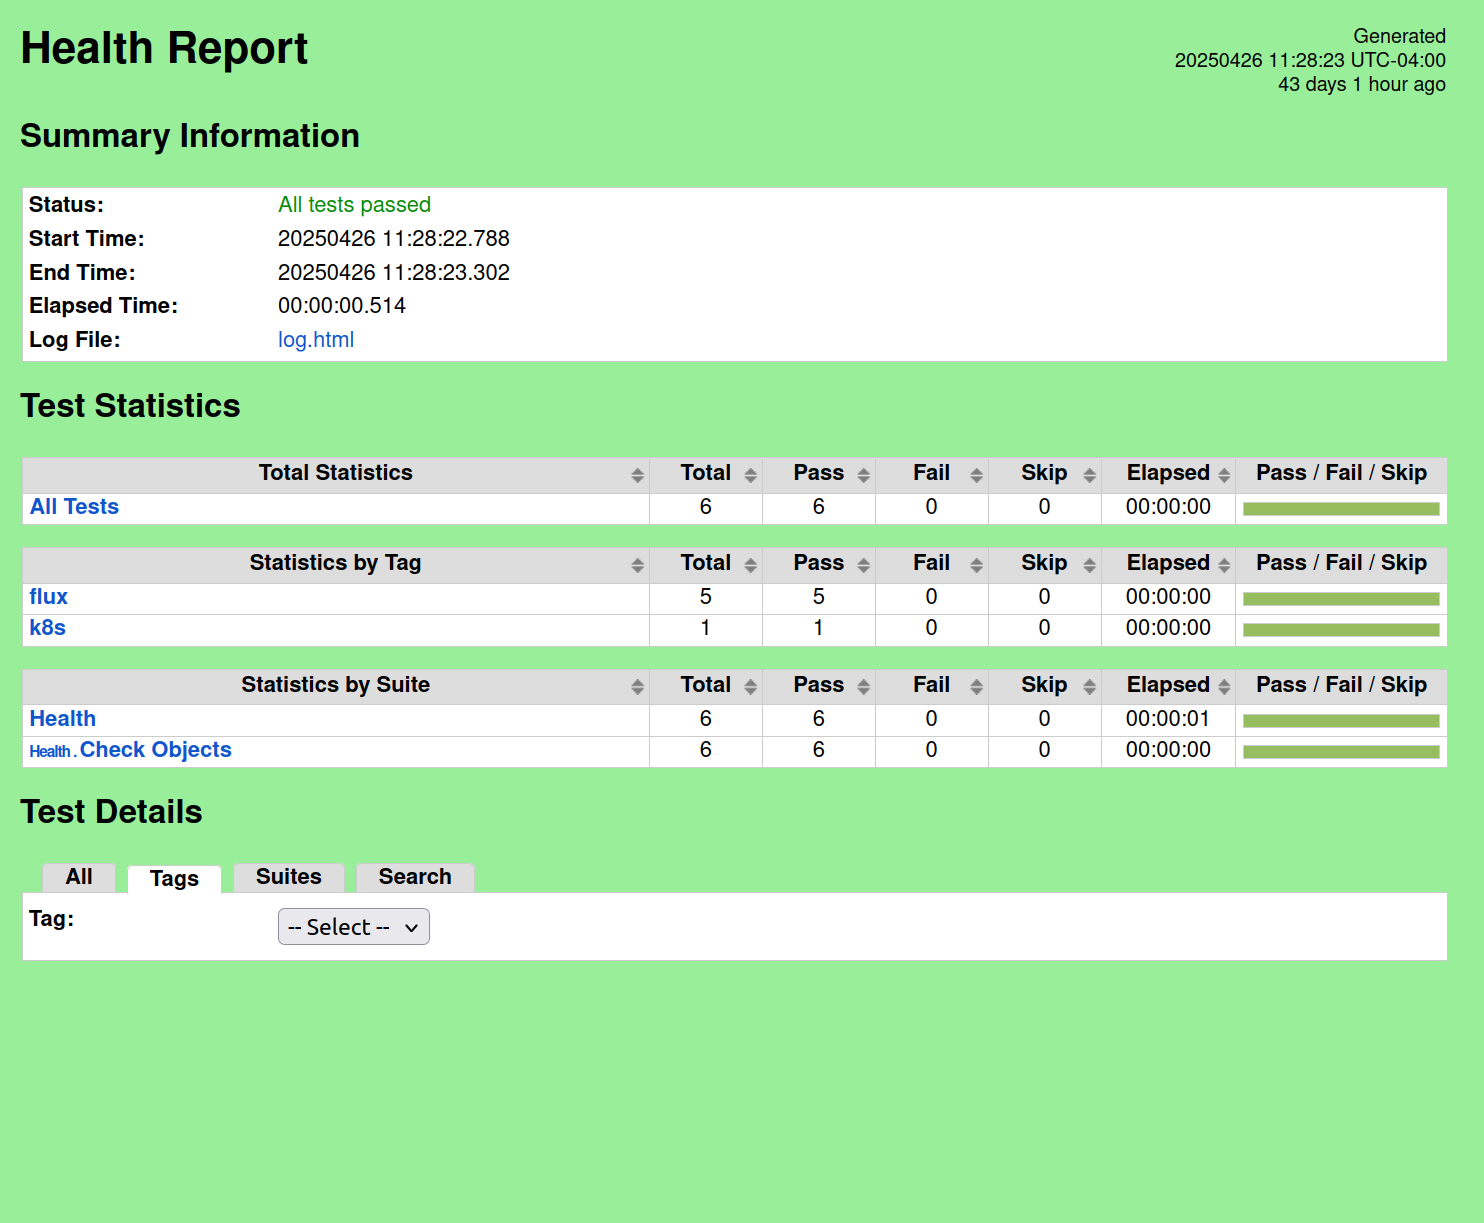 Health Report
Generated
20250426 11:28:23 UTC-04:00
43 days 1 hour ago
Summary Information
Status: All tests passed
Start Time: 20250426 11:28:22.788
End Time: 20250426 11:28:23.302
Elapsed Time: 00:00:00.514
Log File: log.html
Test Statistics
Total Statistics Total Pass Fail Skip Elapsed Pass / Fail / Skip
All Tests 6 6 0 0 00:00:00
Statistics by Tag Total Pass Fail Skip Elapsed Pass / Fail / Skip
flux 5 5 0 0 00:00:00
k8s 1 1 0 0 00:00:00
Statistics by Suite Total Pass Fail Skip Elapsed Pass / Fail / Skip
Health 6 6 0 0 00:00:01
Health . Check Objects 6 6 0 0 00:00:00
Test Details
All Tags Suites Search
Tag: -- Select --